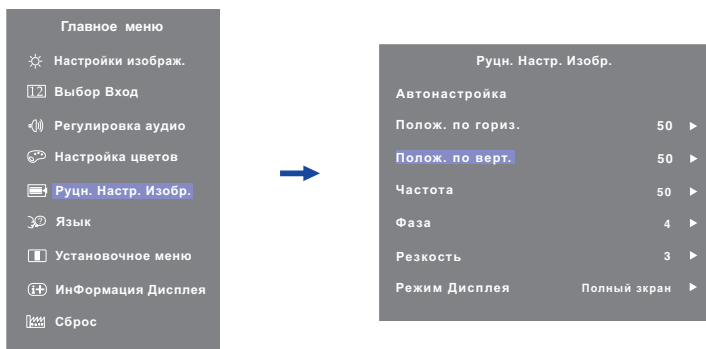 Главное меню
Настройки изображ.
12 Выбор Вход
Регулировка аудио
Настройка цветов
Руцн. Настр. Изобр.
Язык
Установочное меню
ИнФормация Дисплея
Сброс
Руцн. Настр. Изобр.
Автонастройка
Полож. по гориз. 50
Полож. по верт. 50
Частота 50
Фаза 4
Резкость 3
Режим Дисплея Полный зкран